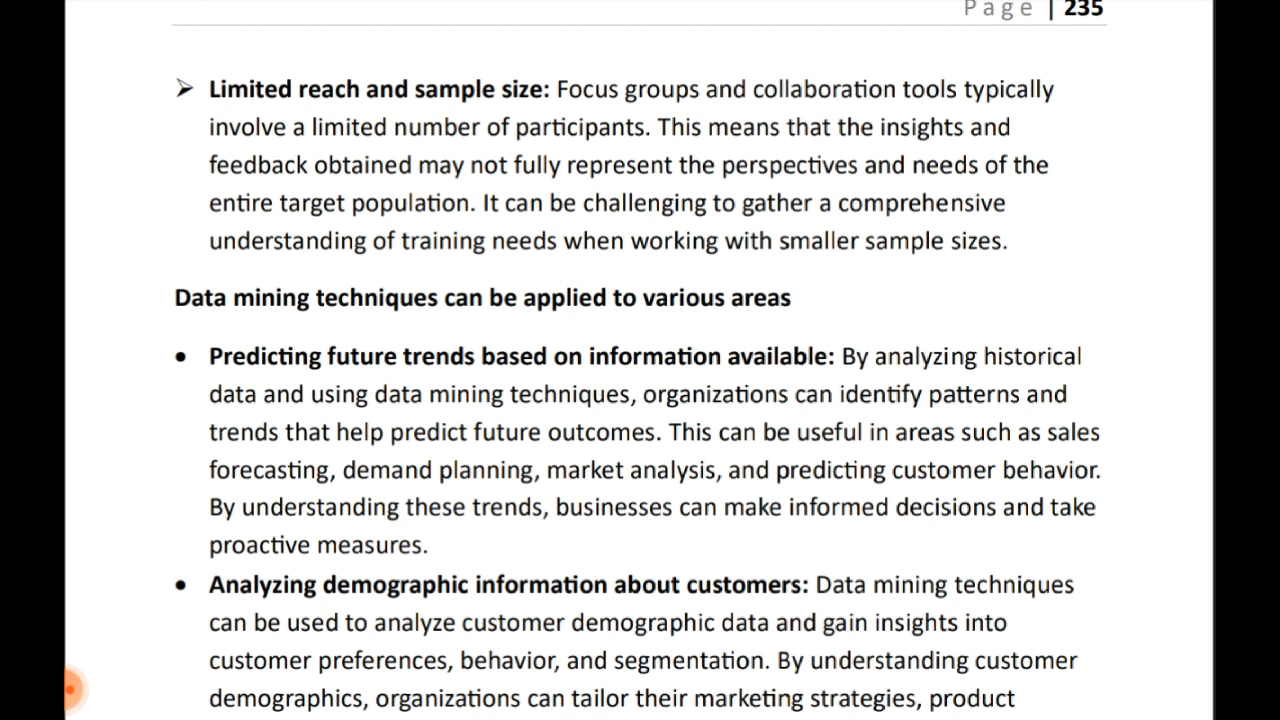 Page | 235
➢ Limited reach and sample size: Focus groups and collaboration tools typically
involve a limited number of participants. This means that the insights and
feedback obtained may not fully represent the perspectives and needs of the
entire target population. It can be challenging to gather a comprehensive
understanding of training needs when working with smaller sample sizes.
Data mining techniques can be applied to various areas
• Predicting future trends based on information available: By analyzing historical
data and using data mining techniques, organizations can identify patterns and
trends that help predict future outcomes. This can be useful in areas such as sales
forecasting, demand planning, market analysis, and predicting customer behavior.
By understanding these trends, businesses can make informed decisions and take
proactive measures.
• Analyzing demographic information about customers: Data mining techniques
can be used to analyze customer demographic data and gain insights into
customer preferences, behavior, and segmentation. By understanding customer
demographics, organizations can tailor their marketing strategies, product